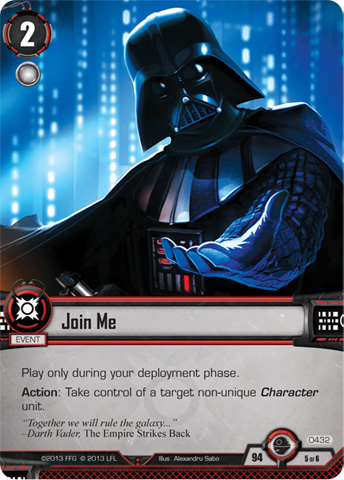 2
Join Me
EVENT
Play only during your deployment phase.
Action: Take control of a target non-unique Character
unit.
"Together we will rule the galaxy..."
–Darth Vader, The Empire Strikes Back
©2013 FFG © 2013 LFL
Illus. Alexandru Sabo
94
5 of 6
0432